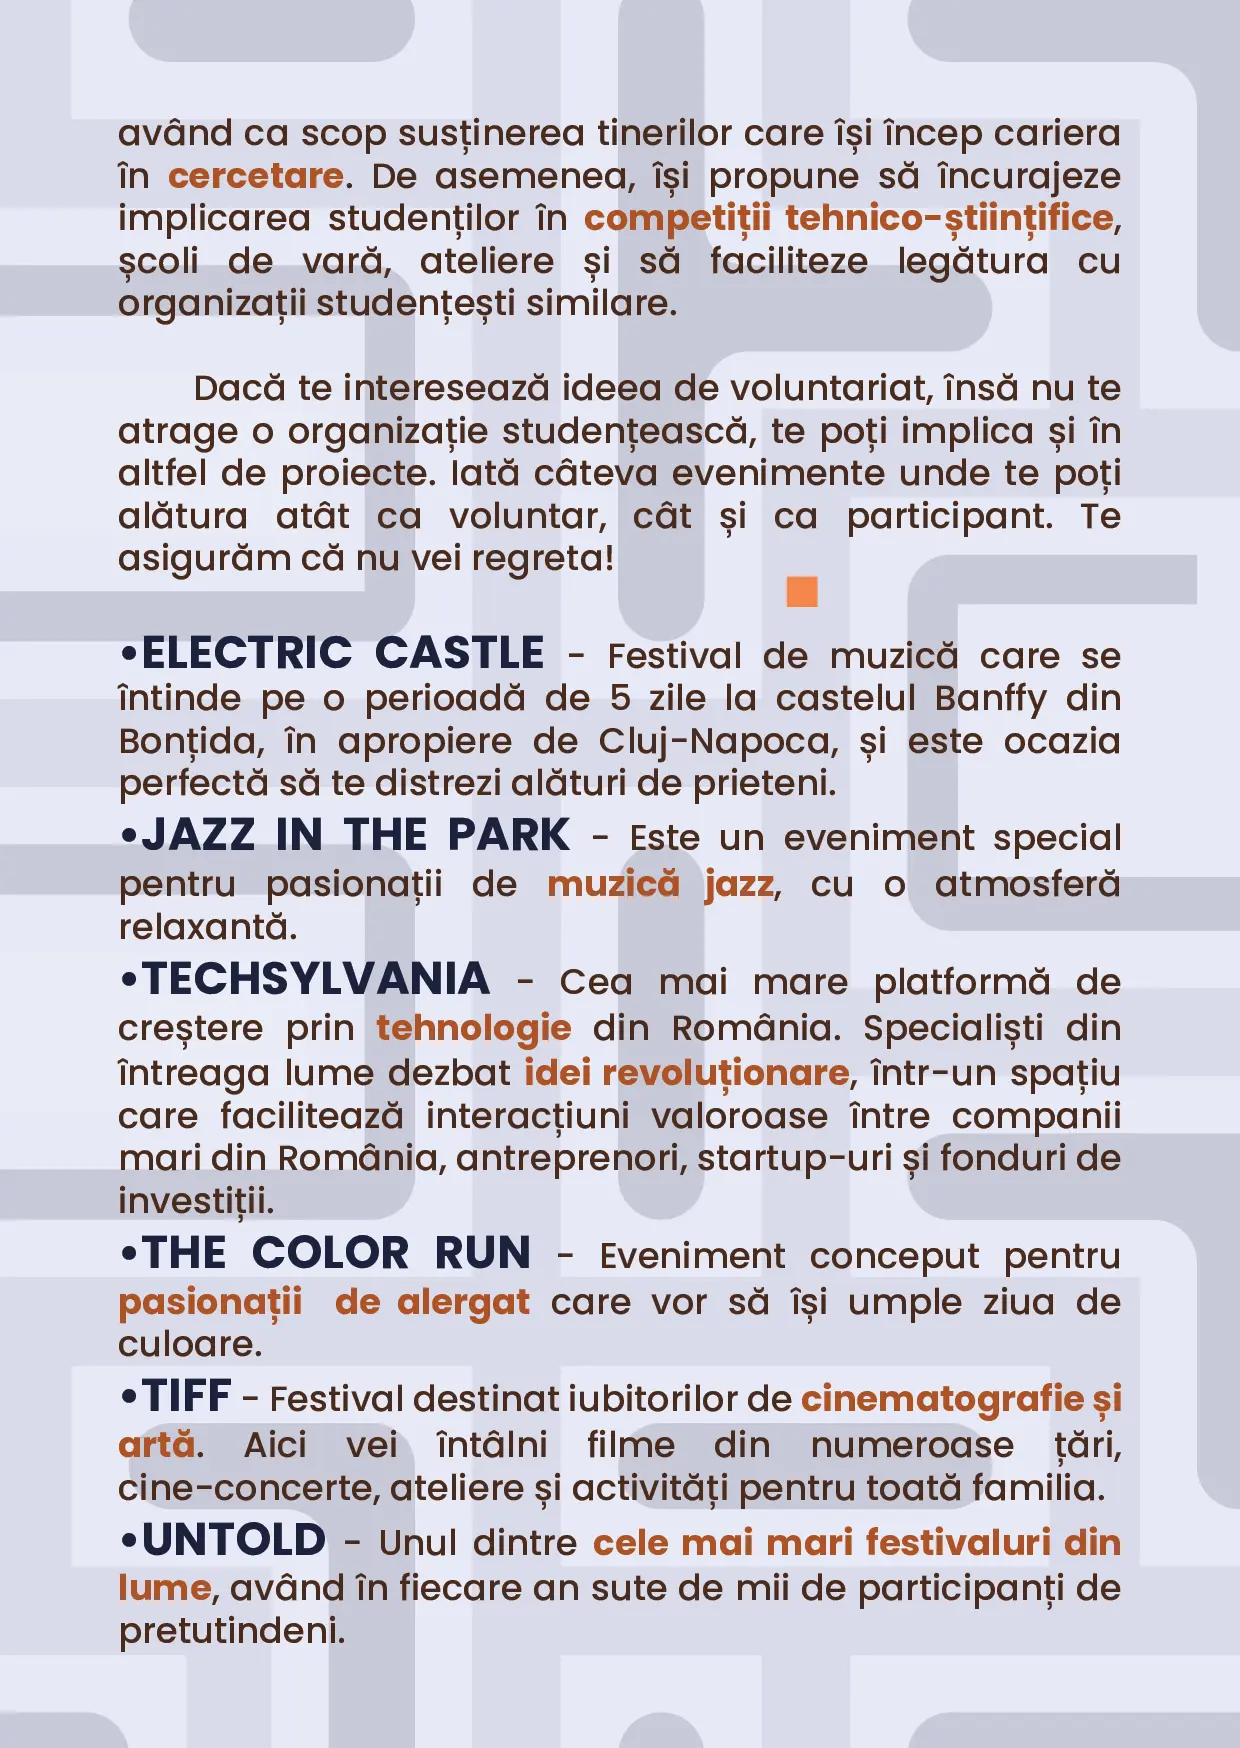 având ca scop susținerea tinerilor care își încep cariera
în cercetare. De asemenea, își propune să încurajeze
implicarea studenților în competiții tehnico-științifice,
școli de vară, ateliere și să faciliteze legătura cu
organizații studențești similare.
Dacă te interesează ideea de voluntariat, însă nu te
atrage o organizație studențească, te poți implica și în
altfel de proiecte. Iată câteva evenimente unde te poți
alătura atât ca voluntar, cât și ca participant. Te
asigurăm că nu vei regreta!
•ELECTRIC CASTLE - Festival de muzică care se
întinde pe o perioadă de 5 zile la castelul Banffy din
Bonțida, în apropiere de Cluj-Napoca, și este ocazia
perfectă să te distrezi alături de prieteni.
•JAZZ IN THE PARK - Este un eveniment special
pentru pasionații de muzică jazz, cu o atmosferă
relaxantă.
•TECHSYLVANIA - Cea mai mare platformă de
creștere prin tehnologie din România. Specialiști din
întreaga lume dezbat idei revoluționare, într-un spațiu
care facilitează interacțiuni valoroase între companii
mari din România, antreprenori, startup-uri și fonduri de
investiții.
•THE COLOR RUN - Eveniment concept pentru
pasionații de alergat care vor să își umple ziua de
culoare.
•TIFF - Festival destinat iubitorilor de cinematografie și
artă. Aici vei întâlni filme din numeroase țări,
cine-concerte, ateliere și activități pentru toată familia.
•UNTOLD - Unul dintre cele mai mari festivaluri din
lume, având în fiecare an sute de mii de participanți de
pretutindeni.